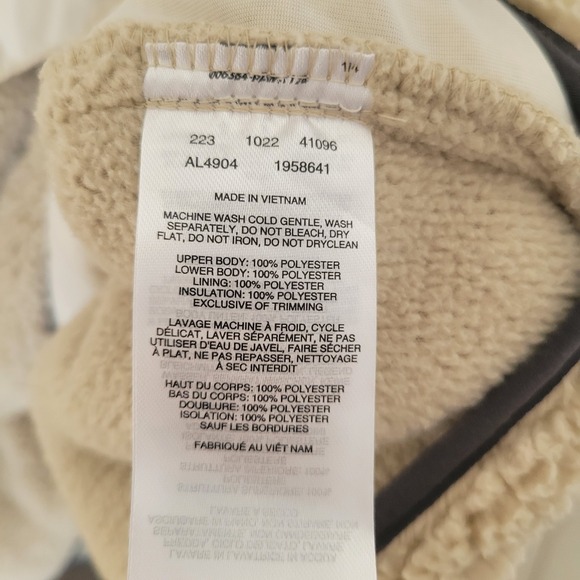 1/4
223 1022 41096
AL4904 1958641
MADE IN VIETNAM
MACHINE WASH COLD GENTLE, WASH
SEPARATELY, DO NOT BLEACH, DRY
FLAT, DO NOT IRON, DO NOT DRYCLEAN
UPPER BODY: 100% POLYESTER
LOWER BODY: 100% POLYESTER
LINING: 100% POLYESTER
INSULATION: 100% POLYESTER
EXCLUSIVE OF TRIMMING
LAVAGE MACHINE À FROID, CYCLE
DÉLICAT, LAVER SÉPARÉMENT, NE PAS
UTILISER D'EAU DE JAVEL, FAIRE SÉCHER
À PLAT, NE PAS REPASSER, NETTOYAGE
À SEC INTERDIT
HAUT DU CORPS: 100% POLYESTER
BAS DU CORPS: 100% POLYESTER
DOUBLURE: 100% POLYESTER
ISOLATION: 100% POLYESTER
SAUF LES BORDURES
FABRIQUÉ AU VIÊT NAM